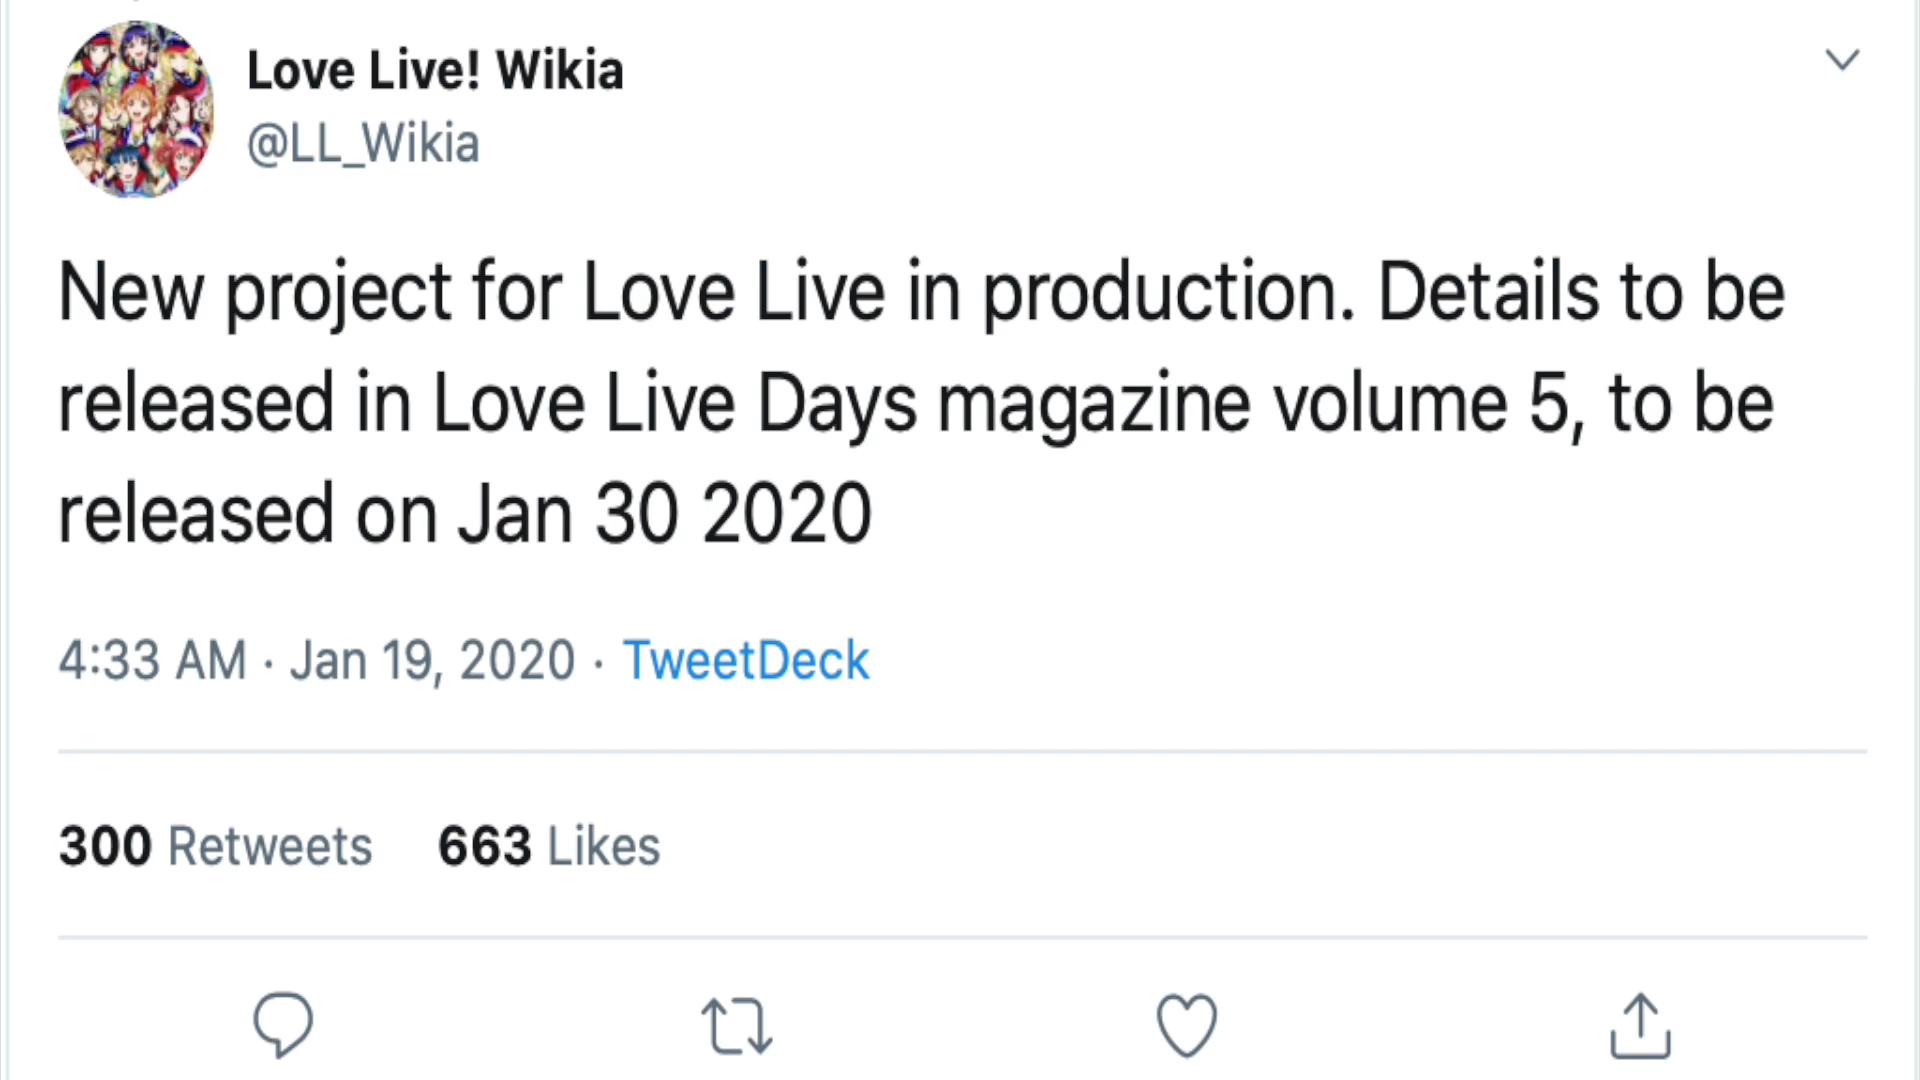 Love Live! Wikia
@LL_Wikia
New project for Love Live in production. Details to be
released in Love Live Days magazine volume 5, to be
released on Jan 30 2020
4:33 AM · Jan 19, 2020 · TweetDeck
300 Retweets 663 Likes